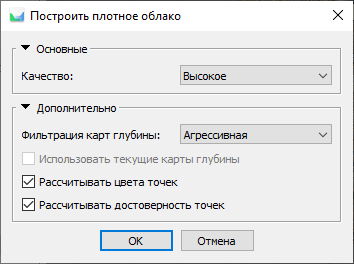 Построить плотное облако
Основные
Качество: Высокое
Дополнительно
Фильтрация карт глубины: Агрессивная
Использовать текущие карты глубины
Рассчитывать цвета точек
Рассчитывать достоверность точек
OK Отмена